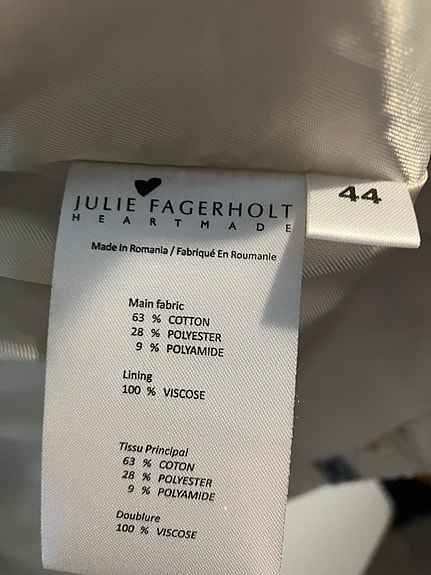 JULIE FAGERHOLT
HEARTMADE
44
Made In Romania / Fabriqué En Roumanie
Main fabric
63 % COTTON
28 % POLYESTER
9 % POLYAMIDE
Lining
100 % VISCOSE
Tissu Principal
63 % COTON
28 % POLYESTER
9 % POLYAMIDE
Doublure
100 % VISCOSE